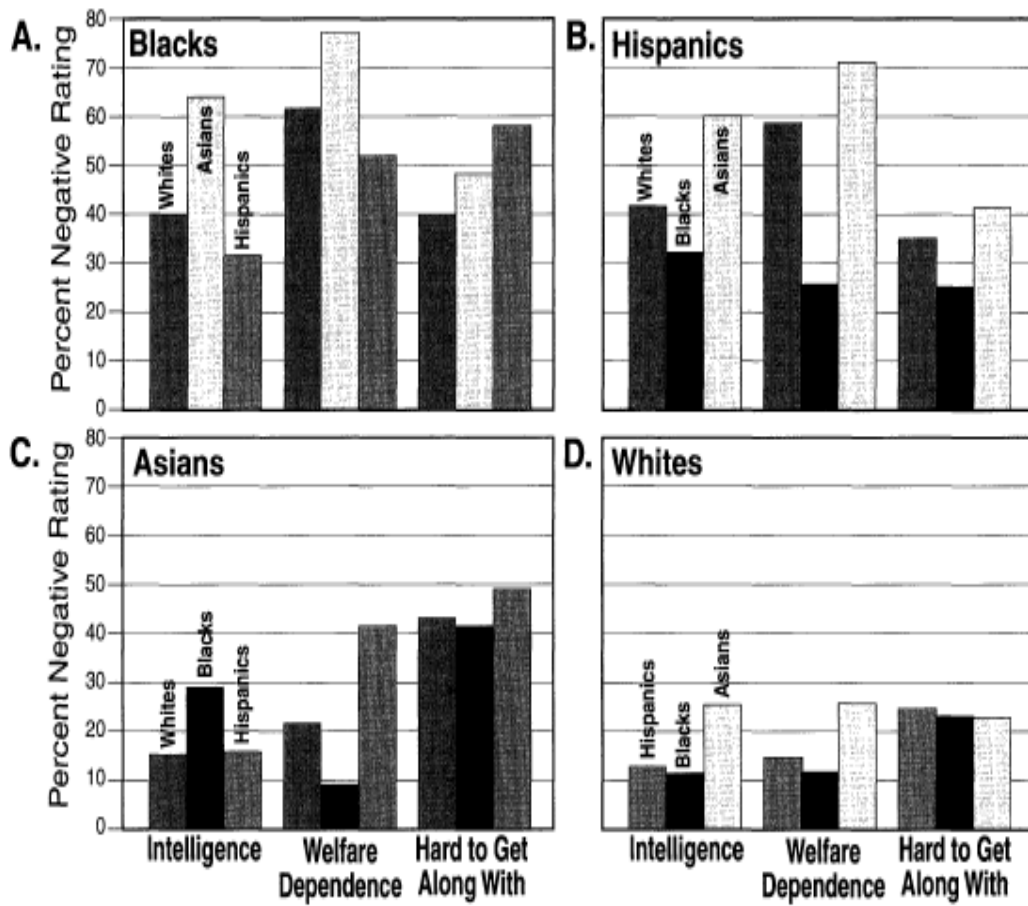 A.
Blacks
Percent Negative Rating
80
70
60
50
40
30
20
10
0
Whites
Asians
Hispanics
B.
Hispanics
Whites
Blacks
Asians
C.
Asians
Percent Negative Rating
80
70
60
50
40
30
20
10
0
Whites
Blacks
Hispanics
Intelligence
Welfare
Dependence
Hard to Get
Along With
D.
Whites
Hispanics
Blacks
Asians
Intelligence
Welfare
Dependence
Hard to Get
Along With